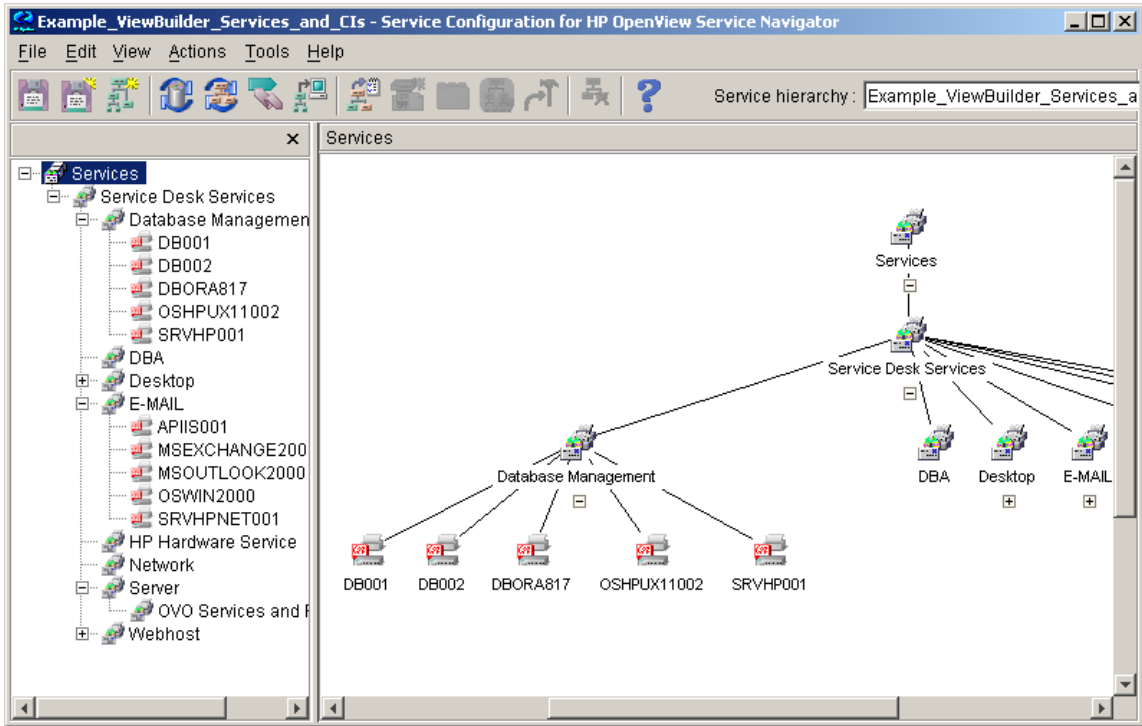 Example_ViewBuilder_Services_and_CIs - Service Configuration for HP OpenView Service Navigator
File Edit View Actions Tools Help
Service hierarchy : Example_ViewBuilder_Services_a
Services
Services
Service Desk Services
Database Managemen
DB001
DB002
DBORA817
OSHPUX11002
SRVHP001
DBA
Desktop
E-MAIL
APIIS001
MSEXCHANGE200
MSOUTLOOK2000
OSWIN2000
SRVHPNET001
HP Hardware Service
Network
Server
OVO Services and
Webhost
Services
Service Desk Services
Database Management
DBA Desktop E-MAIL
DB001 DB002 DBORA817 OSHPUX11002 SRVHP001